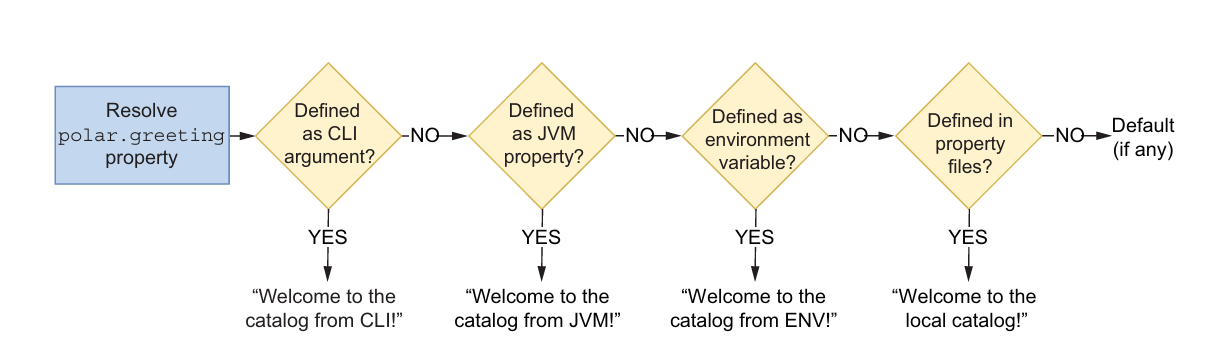 Resolve
polar.greeting
property
Defined
as CLI
argument?
NO
Defined
as JVM
property?
NO
Defined as
environment
variable?
NO
Defined in
property
files?
NO
Default
(if any)
YES
YES
YES
YES
“Welcome to the
catalog from CLI!”
“Welcome to the
catalog from JVM!”
“Welcome to the
catalog from ENV!”
“Welcome to the
local catalog!”